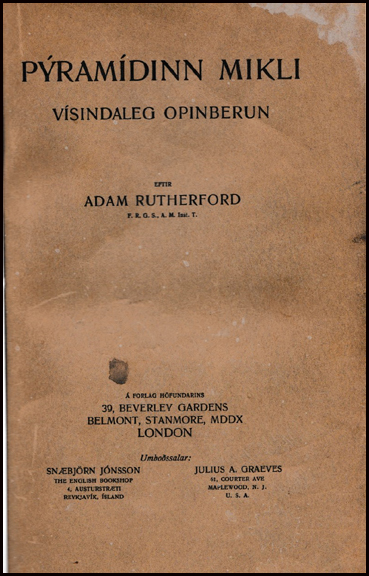 PÝRAMÍDINN MIKLI
VÍSINDALEG OPINBERUN
EFTIR
ADAM RUTHERFORD
F. R. G. S., A. M. Inst. T.
Á FORLAG HÖFUNDARINS
39, BEVERLEY GARDENS
BELMONT, STANMORE, MDDX
LONDON
Umboðssalar:
SNÆBJÖRN JÓNSSON
THE ENGLISH BOOKSHOP
4, AUSTURSTRÆTI
REYKJAVÍK, ÍSLAND
JULIUS A. GRAEVES
51, COURTER AVE
MAPLEWOOD, N. J.
U. S. A.